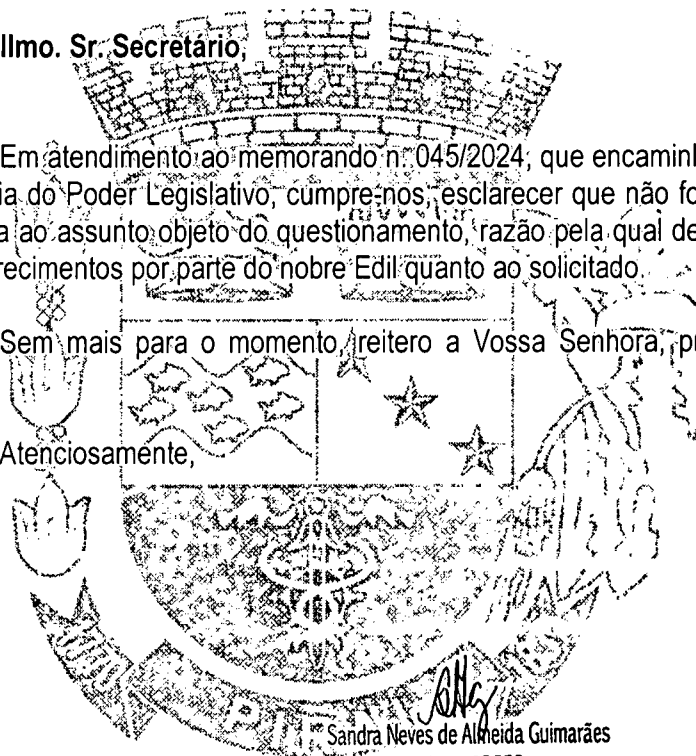 Ilmo. Sr. Secretário,
Em atendimento ao memorando n. 045/2024, que encaminh
ia do Poder Legislativo, cumpre-nos, esclarecer que não fo
a ao assunto objeto do questionamento, razão pela qual de
recimentos por parte do nobre Edil quanto ao solicitado.
Sem mais para o momento, reitero a Vossa Senhora, pr
Atenciosamente,
Sandra Neves de Almeida Guimarães